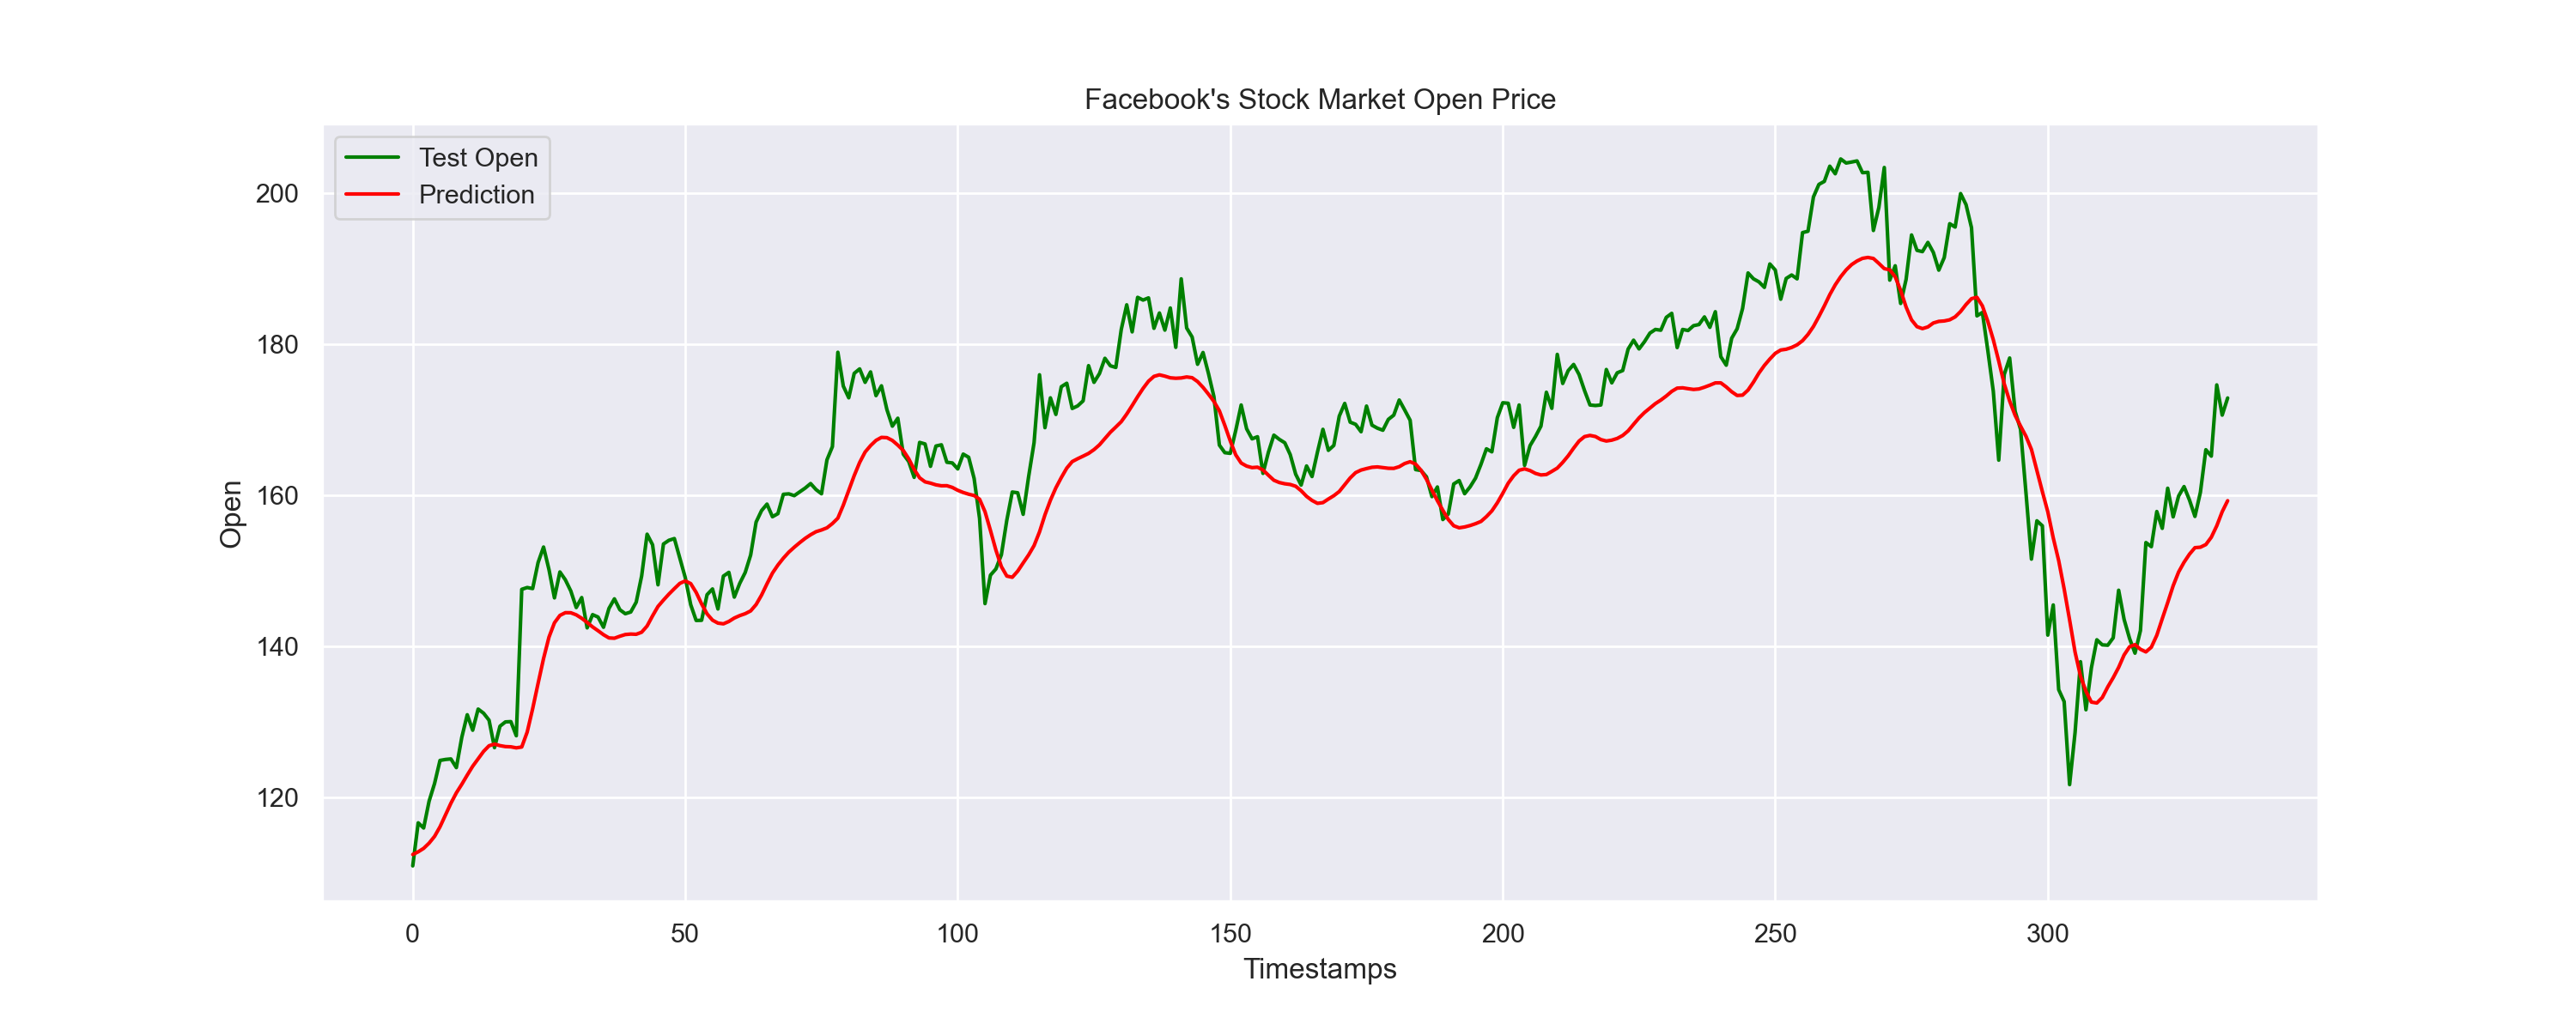 Facebook's Stock Market Open Price
Test Open
Prediction
200
180
160
140
120
Open
0 50 100 150 200 250 300
Timestamps